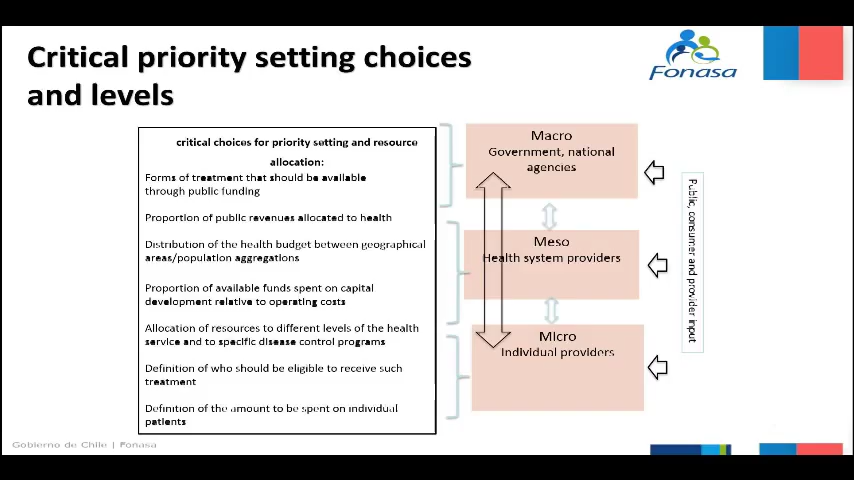 Critical priority setting choices
and levels
Fonasa
critical choices for priority setting and resource
allocation:
Forms of treatment that should be available
through public funding
Proportion of public revenues allocated to health
Distribution of the health budget between geographical
areas/population aggregations
Proportion of available funds spent on capital
development relative to operating costs
Allocation of resources to different levels of the health
service and to specific disease control programs
Definition of who should be eligible to receive such
treatment
Definition of the amount to be spent on individual
patients
Macro
Government, national
agencies
Meso
Health system providers
Micro
Individual providers
Public, consumer and provider input
Gobierno de Chile | Fonasa